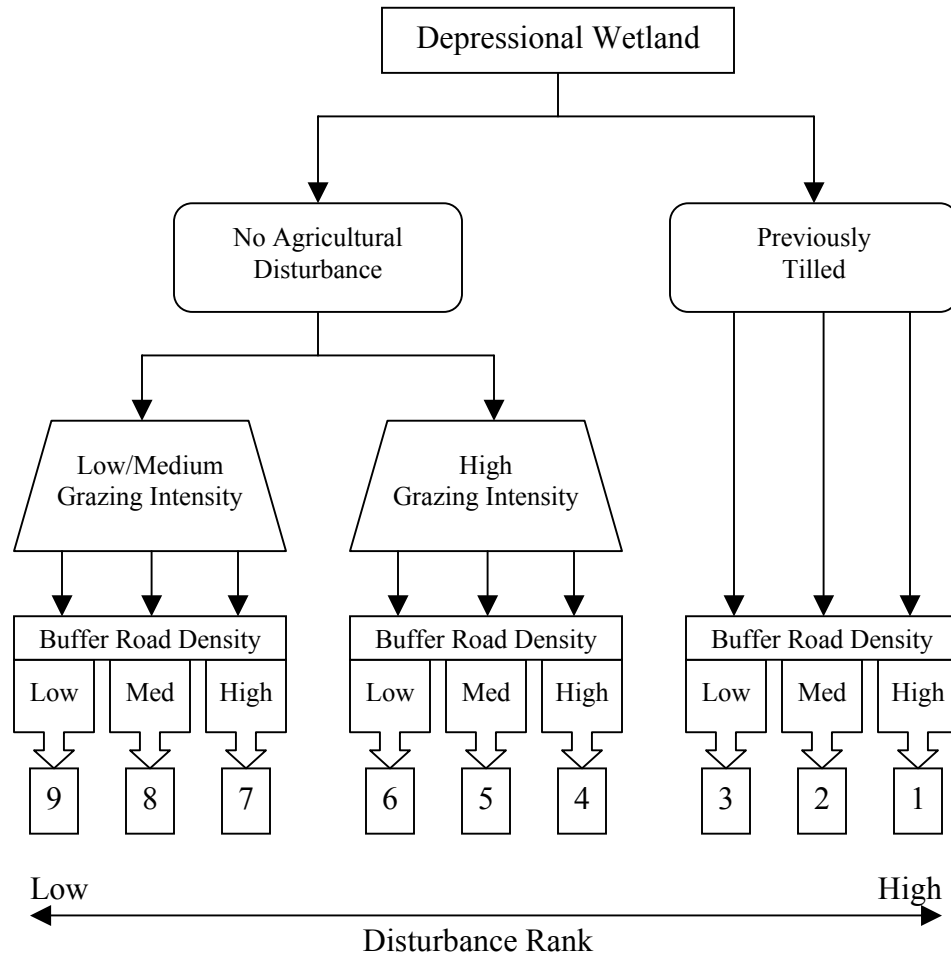 Depressional Wetland
No Agricultural
Disturbance
Previously
Tilled
Low/Medium
Grazing Intensity
High
Grazing Intensity
Buffer Road Density
Low Med High
9 8 7
Buffer Road Density
Low Med High
6 5 4
Buffer Road Density
Low Med High
3 2 1
Low High
Disturbance Rank